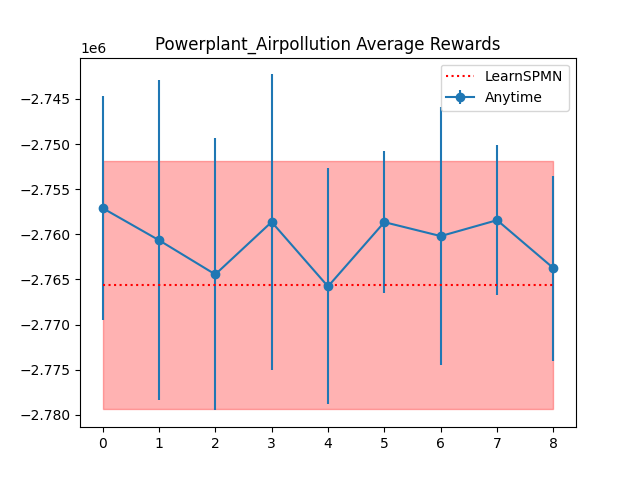 Powerplant_Airpollution Average Rewards
1e6
LearnSPMN
Anytime
−2.745
−2.750
−2.755
−2.760
−2.765
−2.770
−2.775
−2.780
0 1 2 3 4 5 6 7 8